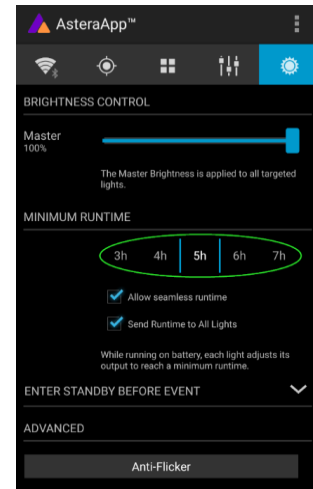 AsteraApp™
BRIGHTNESS CONTROL
Master
100%
The Master Brightness is applied to all targeted
lights.
MINIMUM RUNTIME
3h 4h 5h 6h 7h
Allow seamless runtime
Send Runtime to All Lights
While running on battery, each light adjusts its
output to reach a minimum runtime.
ENTER STANDBY BEFORE EVENT
ADVANCED
Anti-Flicker